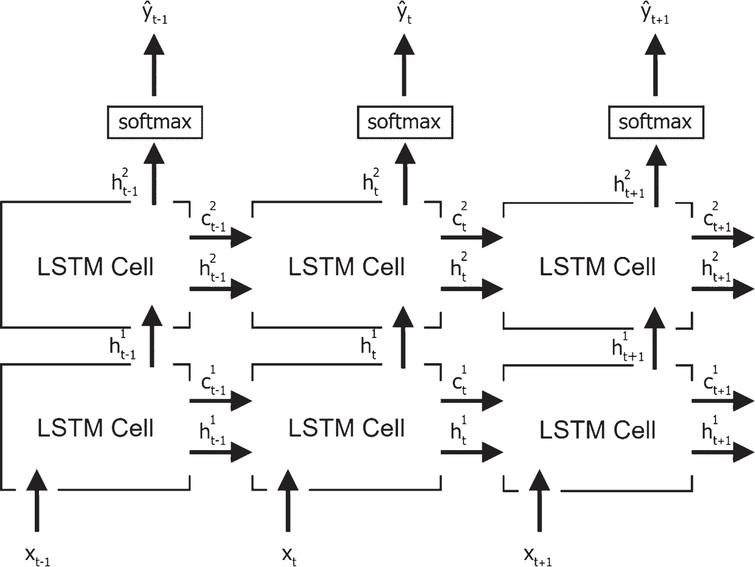 ŷt-1 ŷt ŷt+1
softmax softmax softmax
h²t-1 h²t h²t+1
c²t-1 c²t c²t+1
LSTM Cell LSTM Cell LSTM Cell
h²t-1 h²t h²t+1
h¹t-1 h¹t h¹t+1
c¹t-1 c¹t c¹t+1
LSTM Cell LSTM Cell LSTM Cell
h¹t-1 h¹t h¹t+1
xt-1 xt xt+1